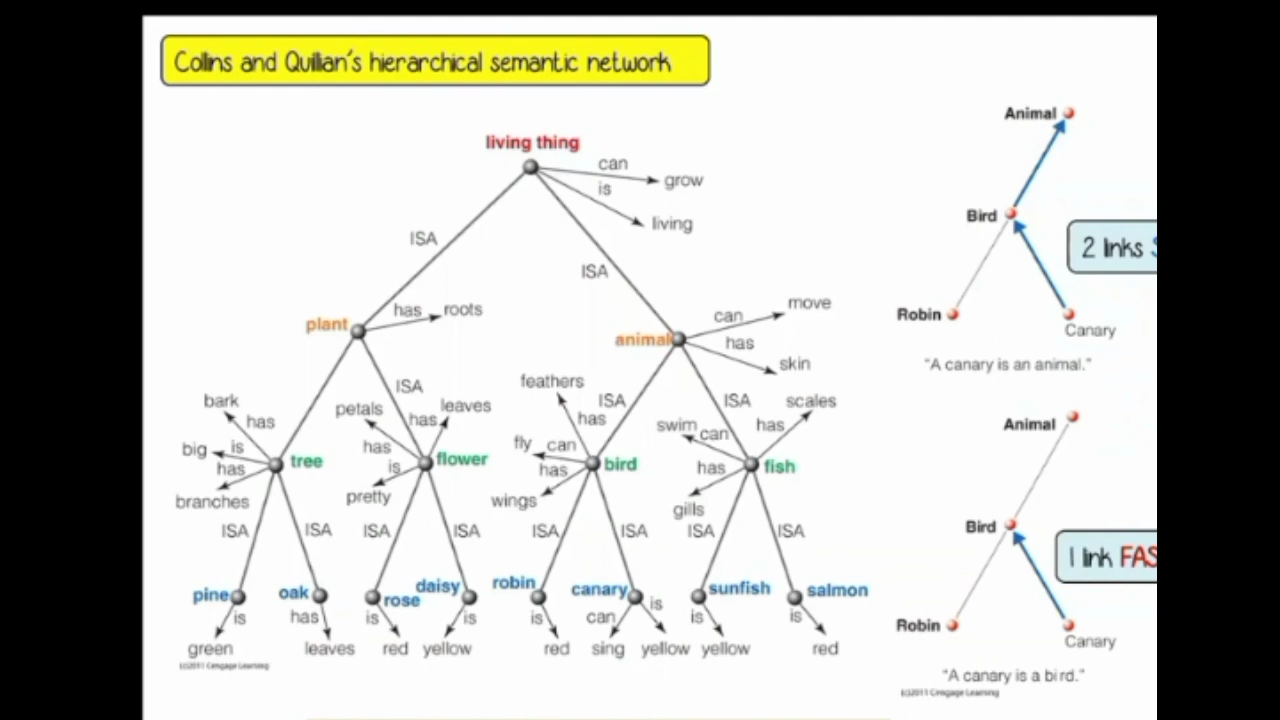 Collins and Quillian's hierarchical semantic network
living thing
can
grow
is
living
ISA
ISA
plant
has
roots
animal
can
move
has
skin
ISA
ISA
ISA
bark
has
big
is
has
branches
tree
petals
has
leaves
has
is
pretty
flower
feathers
has
fly
can
has
wings
bird
swim
can
has
scales
has
gills
fish
ISA
ISA
ISA
ISA
ISA
ISA
ISA
ISA
pine
oak
rose
daisy
robin
canary
sunfish
salmon
is
green
has
leaves
is
red
is
yellow
is
red
can
sing
is
yellow
is
yellow
is
red
(c)2011 Cengage Learning
Animal
Bird
2 links
Robin
Canary
"A canary is an animal."
Animal
Bird
1 link FAS
Robin
Canary
"A canary is a bird."
(c)2011 Cengage Learning